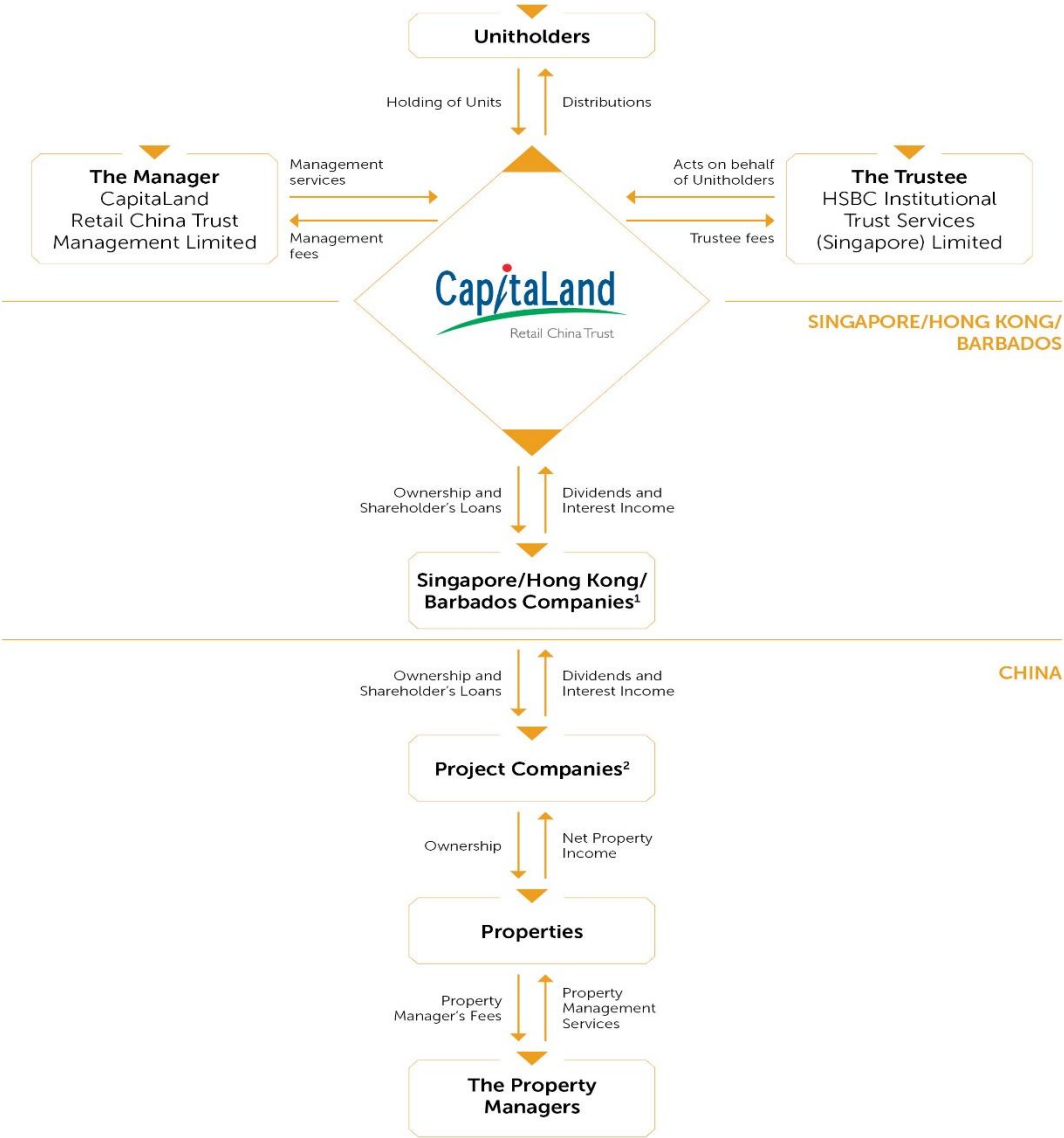 Unitholders
Holding of Units
Distributions
The Manager
CapitaLand
Retail China Trust
Management Limited
Management
services
Management
fees
Acts on behalf
of Unitholders
Trustee fees
The Trustee
HSBC Institutional
Trust Services
(Singapore) Limited
CapitaLand
Retail China Trust
SINGAPORE/HONG KONG/
BARBADOS
Ownership and
Shareholder's Loans
Dividends and
Interest Income
Singapore/Hong Kong/
Barbados Companies¹
CHINA
Ownership and
Shareholder's Loans
Dividends and
Interest Income
Project Companies²
Ownership
Net Property
Income
Properties
Property
Manager's Fees
Property
Management
Services
The Property
Managers